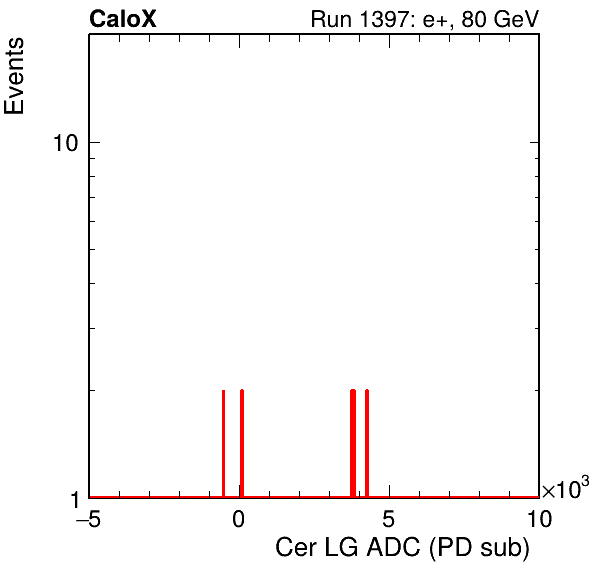 CaloX Run 1397: e+, 80 GeV
Events
10
1
−5 0 5 10
×10³
Cer LG ADC (PD sub)